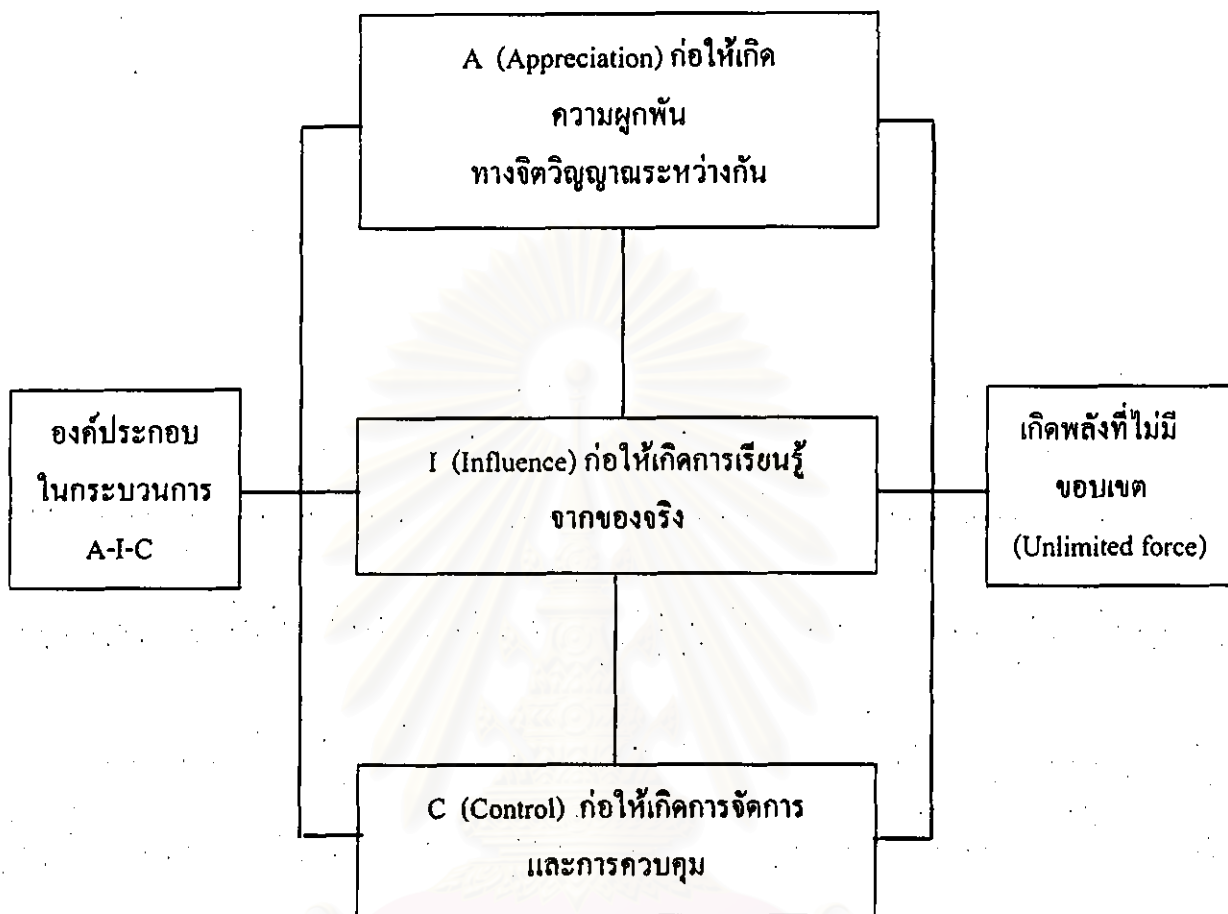 A (Appreciation) ก่อให้เกิด
ความผูกพัน
ทางจิตวิญญาณระหว่างกัน
องค์ประกอบ
ในกระบวนการ
A-I-C
I (Influence) ก่อให้เกิดการเรียนรู้
จากของจริง
เกิดพลังที่ไม่มี
ขอบเขต
(Unlimited force)
C (Control) ก่อให้เกิดการจัดการ
และการควบคุม